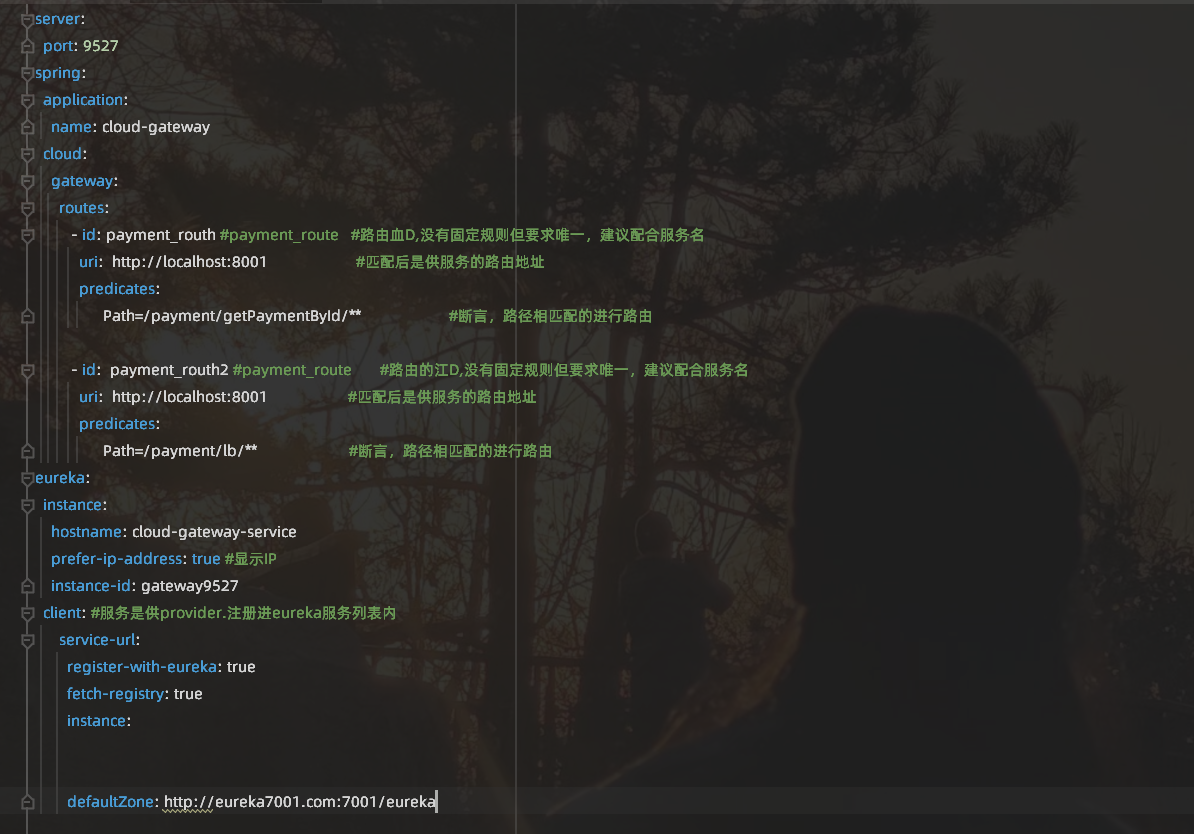 server:
port: 9527
spring:
application:
name: cloud-gateway
cloud:
gateway:
routes:
- id: payment_routh #payment_route #路由血D,没有固定规则但要求唯一，建议配合服务名
uri: http://localhost:8001 #匹配后是供服务的路由地址
predicates:
Path=/payment/getPaymentById/** #断言，路径相匹配的进行路由
- id: payment_routh2 #payment_route #路由的江D,没有固定规则但要求唯一，建议配合服务名
uri: http://localhost:8001 #匹配后是供服务的路由地址
predicates:
Path=/payment/lb/** #断言，路径相匹配的进行路由
eureka:
instance:
hostname: cloud-gateway-service
prefer-ip-address: true #显示IP
instance-id: gateway9527
client: #服务是供provider.注册进eureka服务列表内
service-url:
register-with-eureka: true
fetch-registry: true
instance:
defaultZone: http://eureka7001.com:7001/eureka